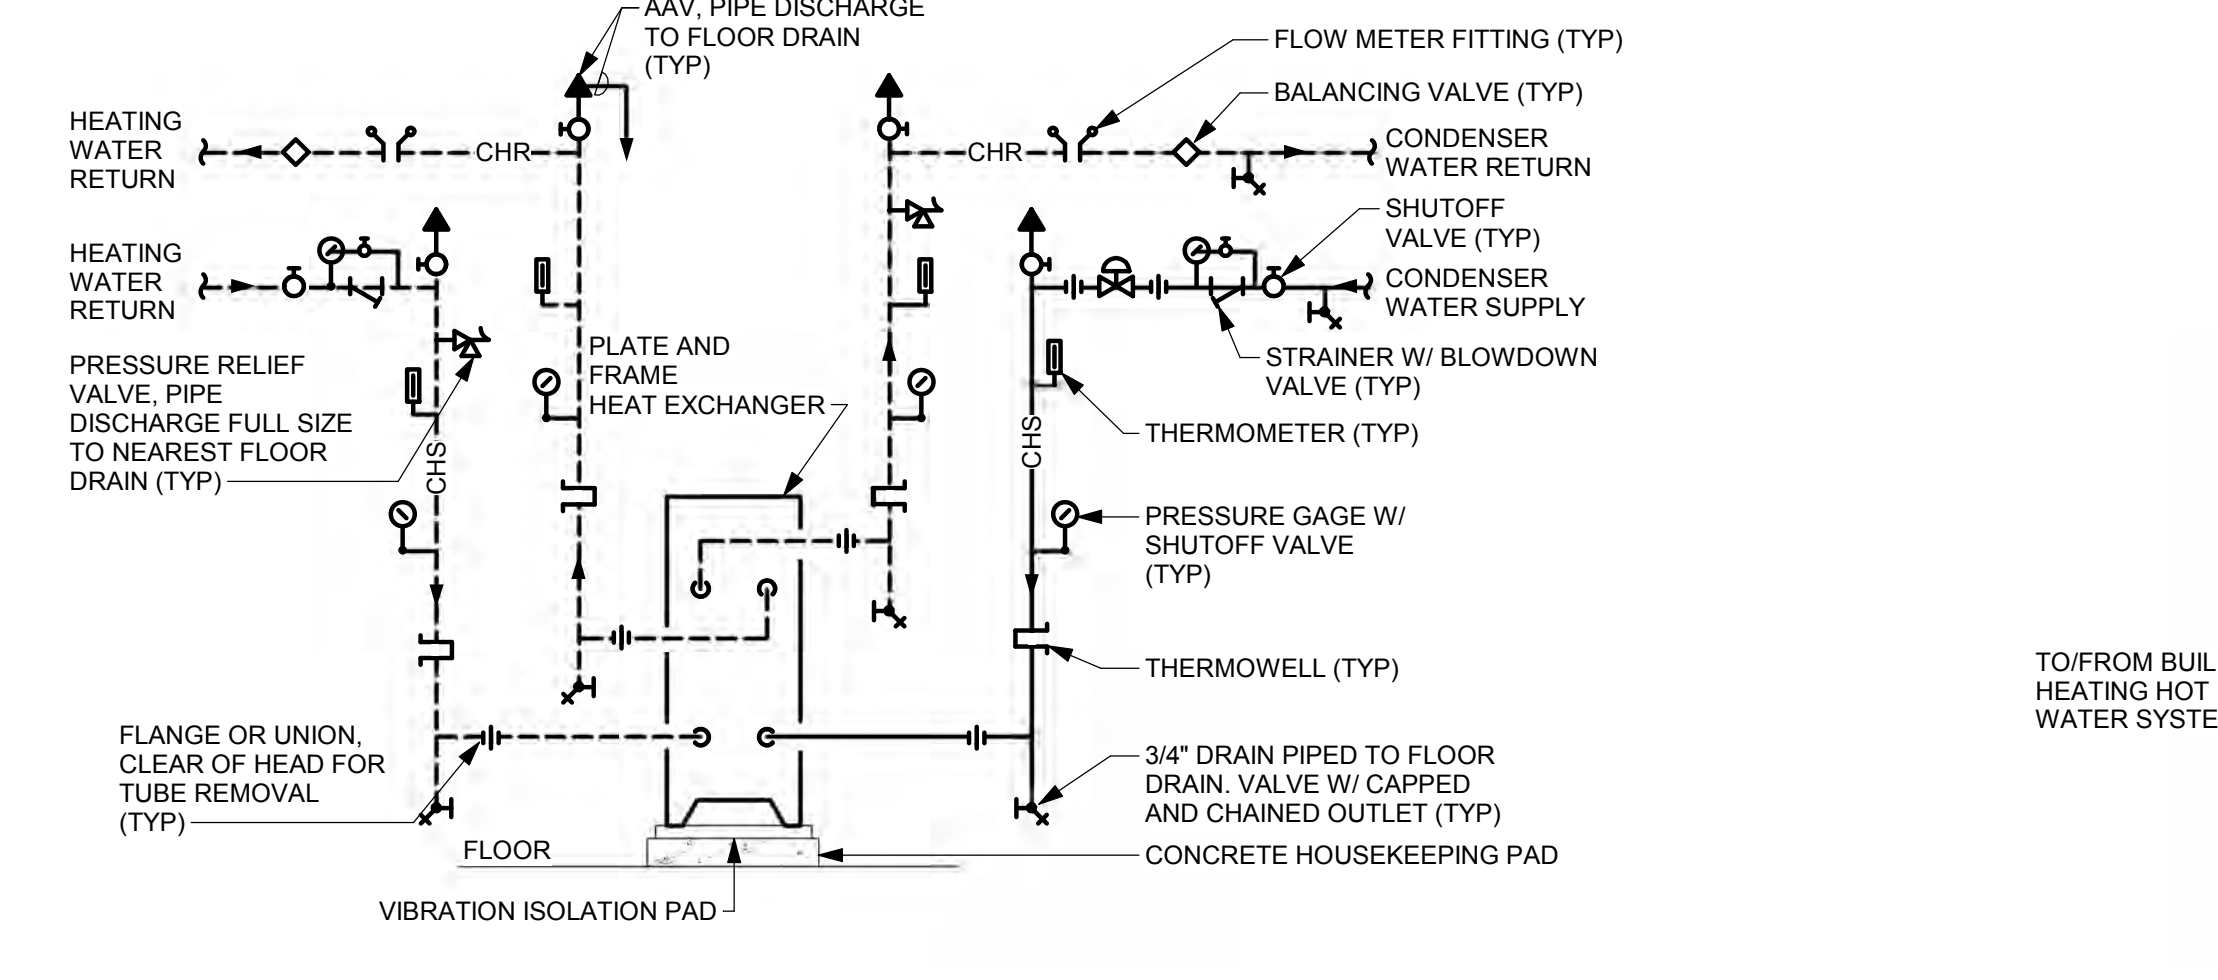 AAV, PIPE DISCHARGE
TO FLOOR DRAIN
(TYP)
FLOW METER FITTING (TYP)
BALANCING VALVE (TYP)
HEATING
WATER
RETURN
CHR
CHR
CONDENSER
WATER RETURN
SHUTOFF
VALVE (TYP)
HEATING
WATER
RETURN
CONDENSER
WATER SUPPLY
PLATE AND
FRAME
HEAT EXCHANGER
STRAINER W/ BLOWDOWN
VALVE (TYP)
PRESSURE RELIEF
VALVE, PIPE
DISCHARGE FULL SIZE
TO NEAREST FLOOR
DRAIN (TYP)
CHS
CHS
THERMOMETER (TYP)
PRESSURE GAGE W/
SHUTOFF VALVE
(TYP)
THERMOWELL (TYP)
TO/FROM BUIL
HEATING HOT
WATER SYSTE
FLANGE OR UNION,
CLEAR OF HEAD FOR
TUBE REMOVAL
(TYP)
3/4" DRAIN PIPED TO FLOOR
DRAIN. VALVE W/ CAPPED
AND CHAINED OUTLET (TYP)
FLOOR
CONCRETE HOUSEKEEPING PAD
VIBRATION ISOLATION PAD